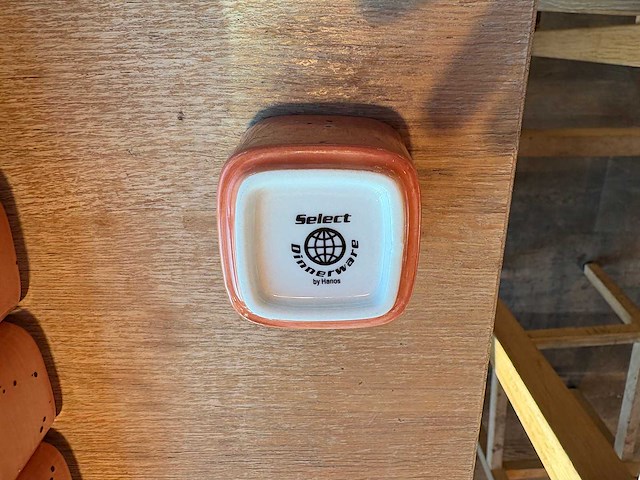 Select
Dinnerware
by Hanos